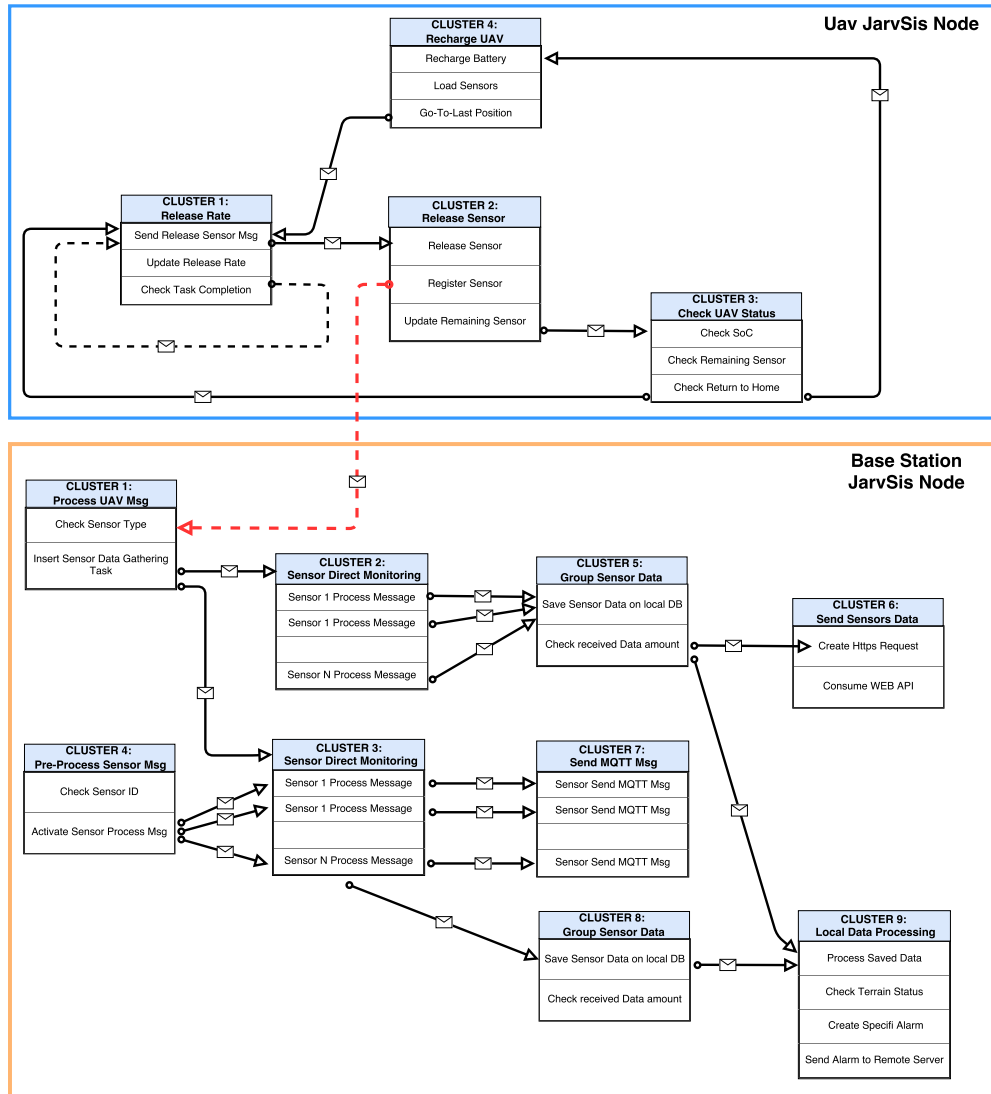 Uav JarvSis Node
CLUSTER 4:
Recharge UAV
Recharge Battery
Load Sensors
Go-To-Last Position
CLUSTER 1:
Release Rate
Send Release Sensor Msg
Update Release Rate
Check Task Completion
CLUSTER 2:
Release Sensor
Release Sensor
Register Sensor
Update Remaining Sensor
CLUSTER 3:
Check UAV Status
Check SoC
Check Remaining Sensor
Check Return to Home
Base Station
JarvSis Node
CLUSTER 1:
Process UAV Msg
Check Sensor Type
Insert Sensor Data Gathering
Task
CLUSTER 2:
Sensor Direct Monitoring
Sensor 1 Process Message
Sensor 1 Process Message
Sensor N Process Message
CLUSTER 5:
Group Sensor Data
Save Sensor Data on local DB
Check received Data amount
CLUSTER 6:
Send Sensors Data
Create Https Request
Consume WEB API
CLUSTER 4:
Pre-Process Sensor Msg
Check Sensor ID
Activate Sensor Process Msg
CLUSTER 3:
Sensor Direct Monitoring
Sensor 1 Process Message
Sensor 1 Process Message
Sensor N Process Message
CLUSTER 7:
Send MQTT Msg
Sensor Send MQTT Msg
Sensor Send MQTT Msg
Sensor Send MQTT Msg
CLUSTER 8:
Group Sensor Data
Save Sensor Data on local DB
Check received Data amount
CLUSTER 9:
Local Data Processing
Process Saved Data
Check Terrain Status
Create Specifi Alarm
Send Alarm to Remote Server